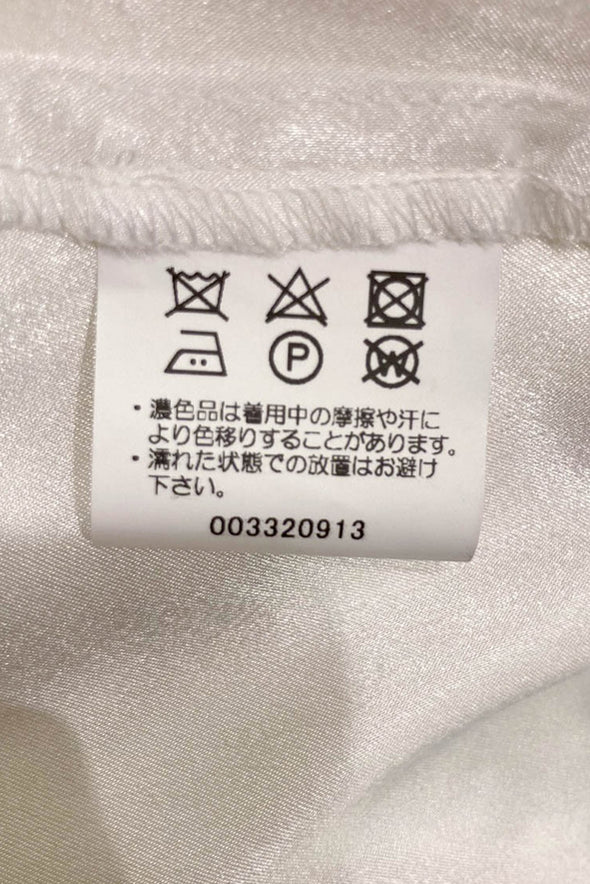 P
W
・濃色品は着用中の摩擦や汗に
より色移りすることがあります。
・濡れた状態での放置はお避け
下さい。
003320913